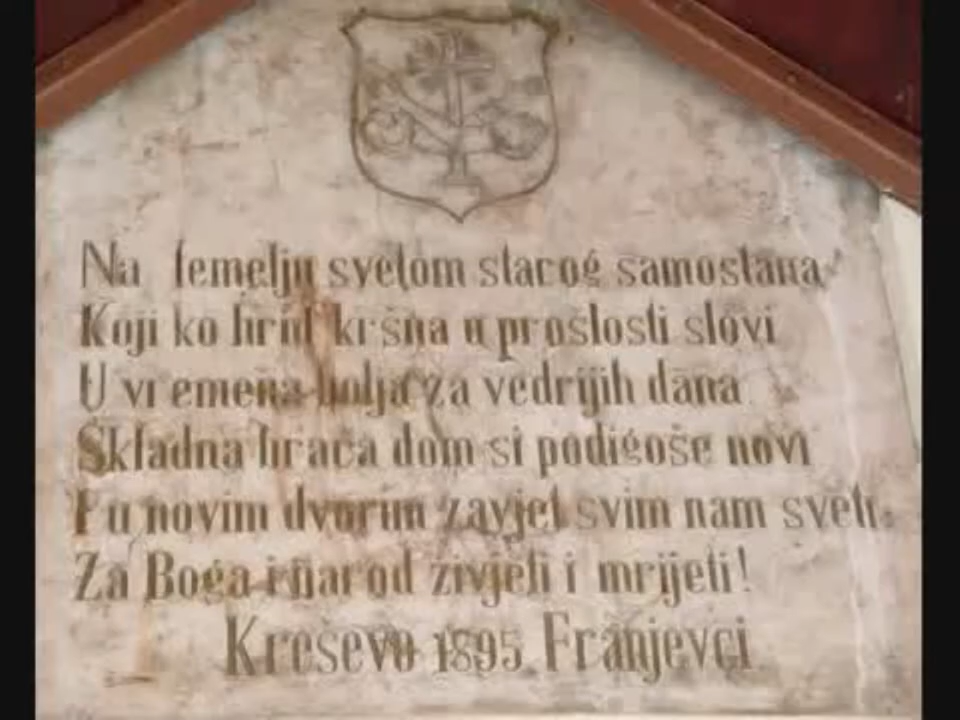 Na temelju svetom starog samostana
Koji ko hrid kršna u prošlosti slovi
U vremena bolja za vedrijih dana
Skladna braća dom si podigoše novi
I u novim dvorim zavjet svim nam sveti
Za Boga i narod živjeti i mrijeti!
Kreševo 1895 Franjevci